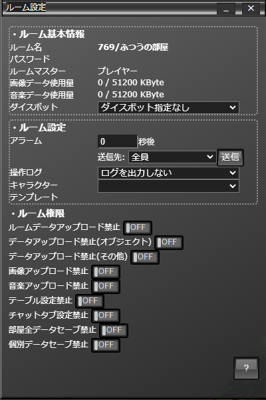 ルーム設定
・ルーム基本情報
ルーム名 769/ふつうの部屋
パスワード
ルームマスター プレイヤー
画像データ使用量 0 / 51200 KByte
音楽データ使用量 0 / 51200 KByte
ダイスボット ダイスボット指定なし
・ルーム設定
アラーム 0 秒後
送信先: 全員 送信
操作ログ ログを出力しない
キャラクター
テンプレート
・ルーム権限
ルームデータアップロード禁止 OFF
データアップロード禁止(オブジェクト) OFF
データアップロード禁止(その他) OFF
画像アップロード禁止 OFF
音楽アップロード禁止 OFF
テーブル設定禁止 OFF
チャットタブ設定禁止 OFF
部屋全データセーブ禁止 OFF
個別データセーブ禁止 OFF
?